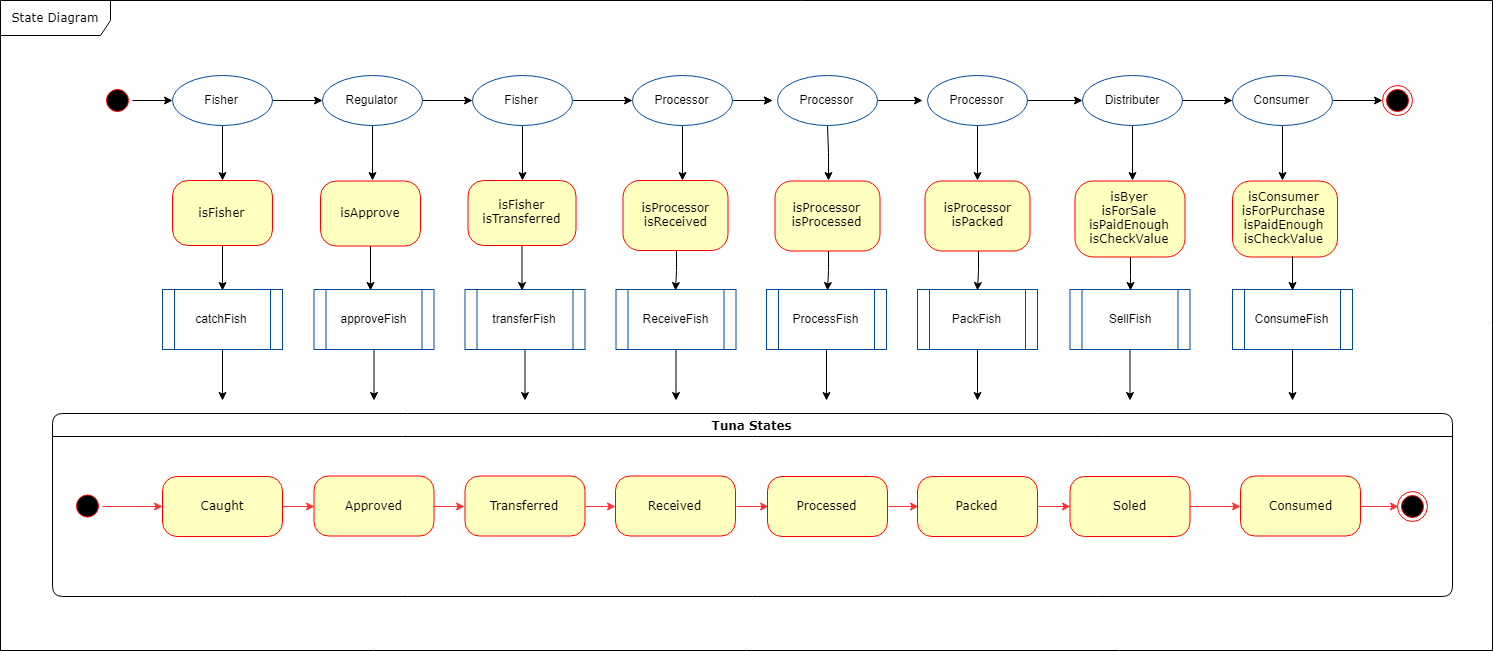 State Diagram
Fisher
Regulator
Fisher
Processor
Processor
Processor
Distributer
Consumer
isFisher
isApprove
isFisher
isTransferred
isProcessor
isReceived
isProcessor
isProcessed
isProcessor
isPacked
isByer
isForSale
isPaidEnough
isCheckValue
isConsumer
isForPurchase
isPaidEnough
isCheckValue
catchFish
approveFish
transferFish
ReceiveFish
ProcessFish
PackFish
SellFish
ConsumeFish
Tuna States
Caught
Approved
Transferred
Received
Processed
Packed
Soled
Consumed